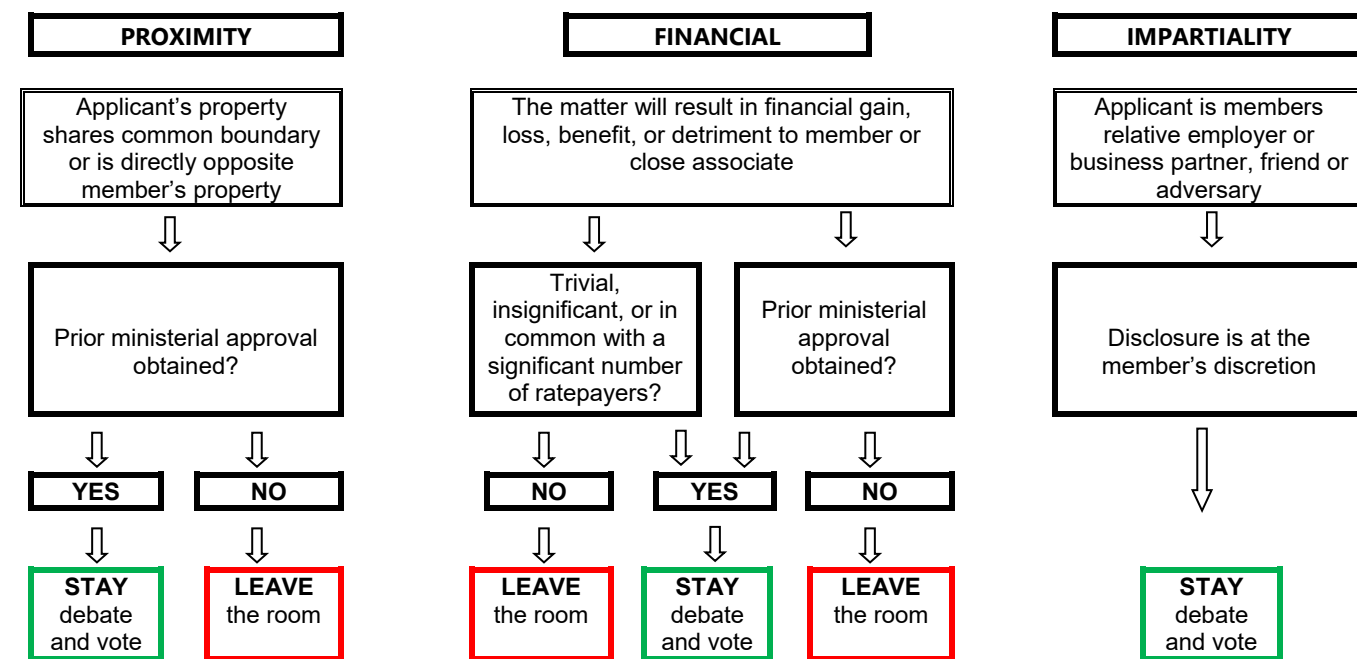 PROXIMITY
FINANCIAL
IMPARTIALITY
Applicant’s property
shares common boundary
or is directly opposite
member’s property
The matter will result in financial gain,
loss, benefit, or detriment to member or
close associate
Applicant is members
relative employer or
business partner, friend or
adversary
Prior ministerial approval
obtained?
Trivial,
insignificant, or in
common with a
significant number
of ratepayers?
Prior ministerial
approval
obtained?
Disclosure is at the
member’s discretion
YES
NO
NO
YES
NO
STAY
debate
and vote
LEAVE
the room
LEAVE
the room
STAY
debate
and vote
LEAVE
the room
STAY
debate
and vote